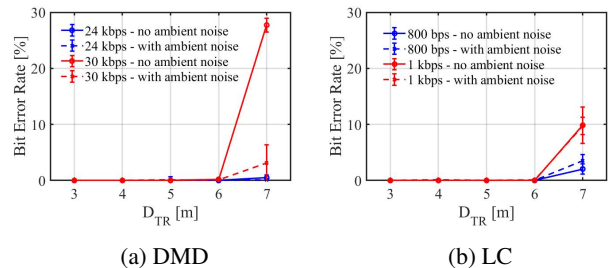 Bit Error Rate [%]
30
20
10
0
24 kbps - no ambient noise
24 kbps - with ambient noise
30 kbps - no ambient noise
30 kbps - with ambient noise
3 4 5 6 7
D_TR [m]
(a) DMD
Bit Error Rate [%]
30
20
10
0
800 bps - no ambient noise
800 bps - with ambient noise
1 kbps - no ambient noise
1 kbps - with ambient noise
3 4 5 6 7
D_TR [m]
(b) LC